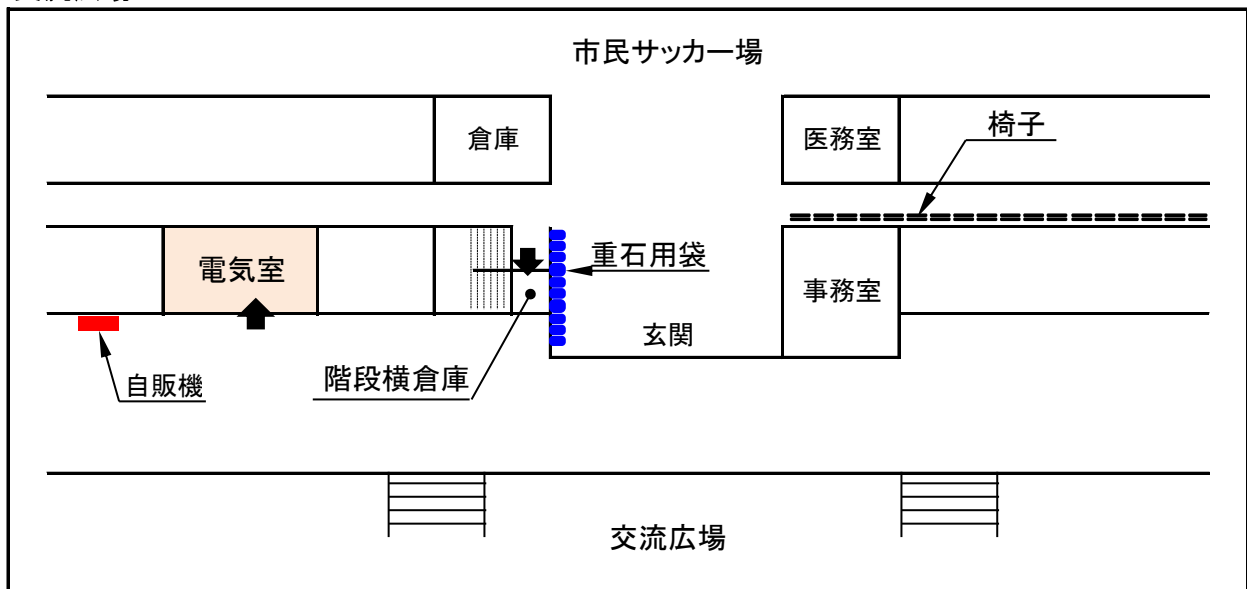 市民サッカー場
倉庫
医務室
椅子
電気室
重石用袋
事務室
玄関
自販機
階段横倉庫
交流広場